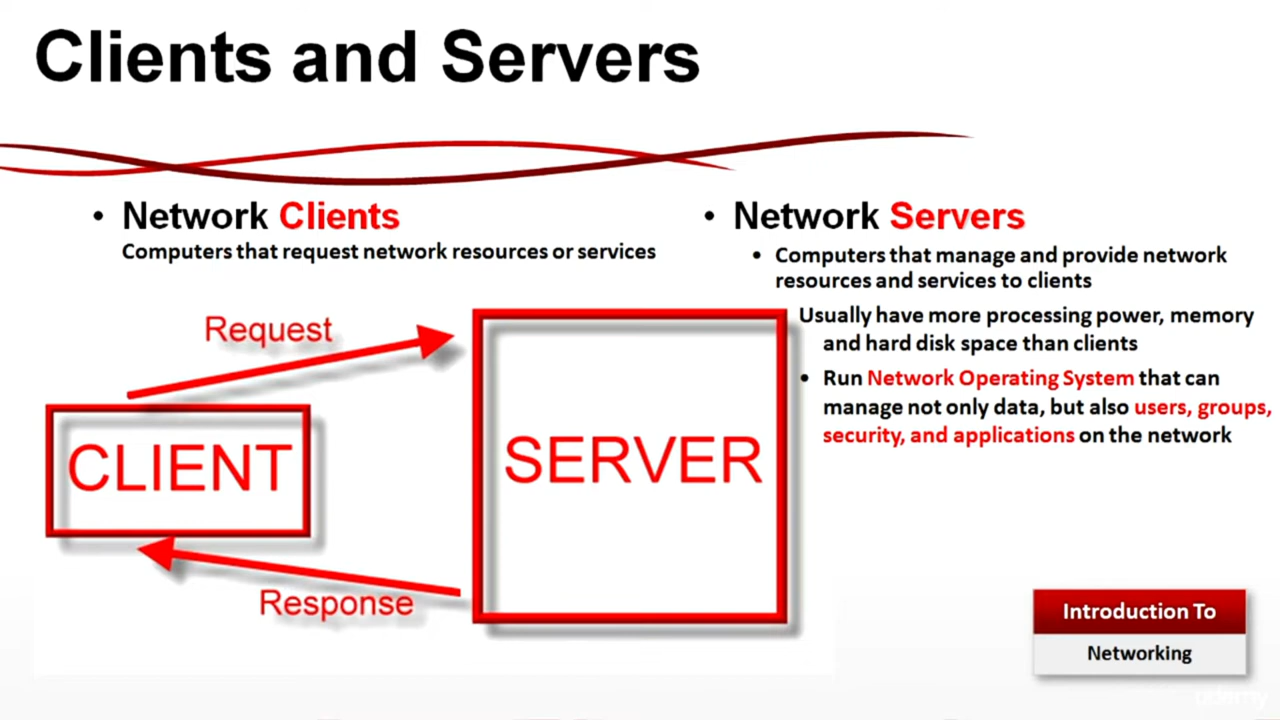 Clients and Servers
• Network Clients
Computers that request network resources or services
Request
CLIENT
Response
SERVER
• Network Servers
• Computers that manage and provide network
resources and services to clients
Usually have more processing power, memory
and hard disk space than clients
• Run Network Operating System that can
manage not only data, but also users, groups,
security, and applications on the network
Introduction To
Networking
udemy